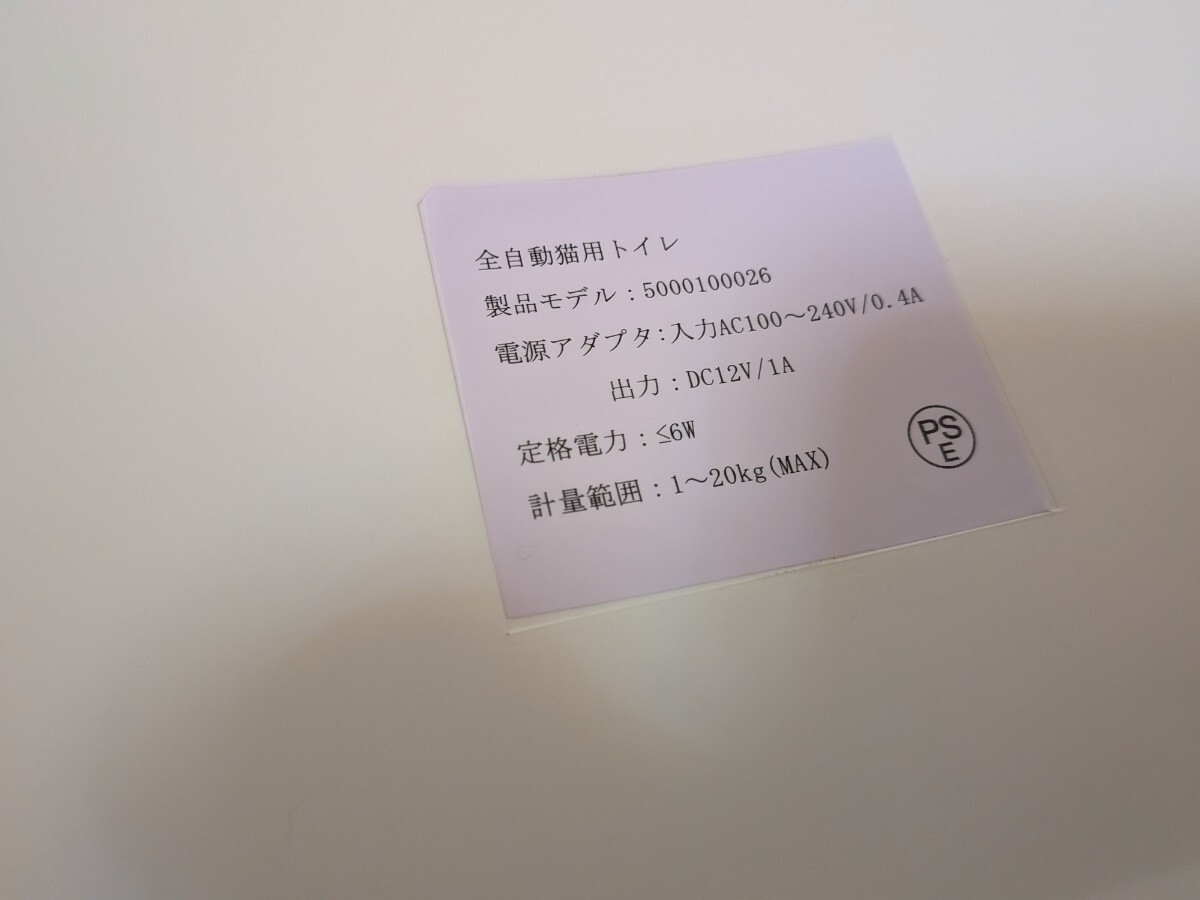 全自動猫用トイレ
製品モデル：5000100026
電源アダプタ：入力AC100～240V/0.4A
出力：DC12V/1A
定格電力：≤6W
計量範囲：1～20kg(MAX)
PS
E